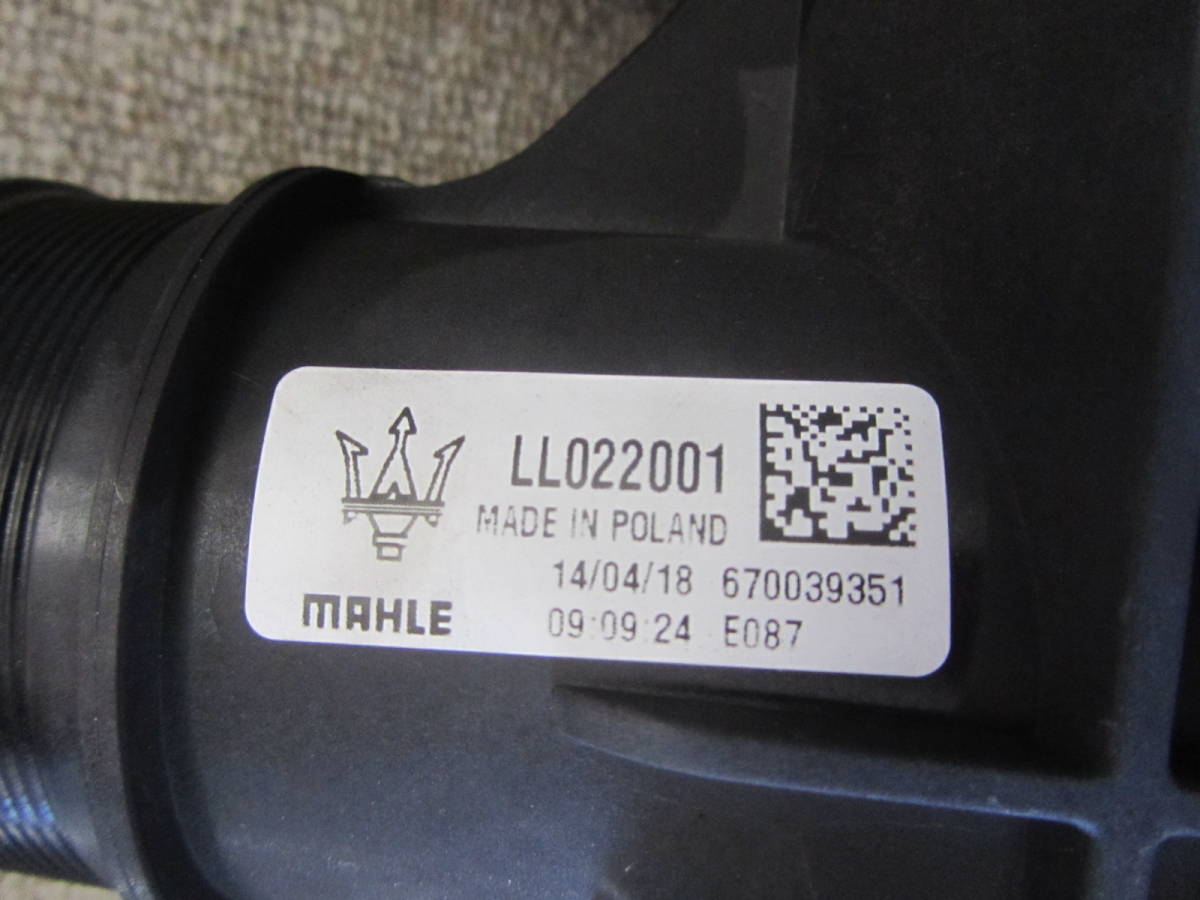 LL022001
MADE IN POLAND
14/04/18 670039351
MAHLE
09:09:24 E087